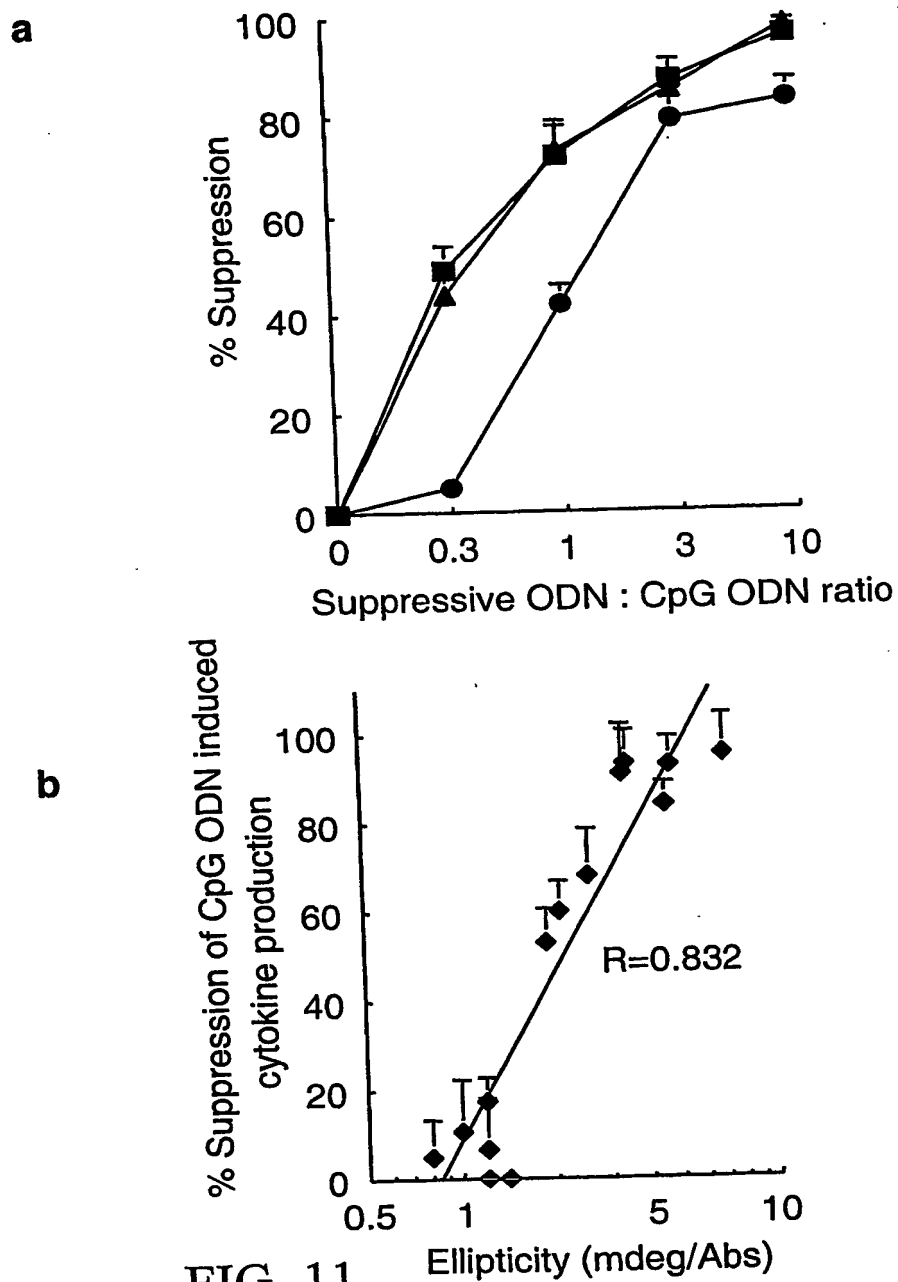 a
100
80
60
40
20
0
% Suppression
0 0.3 1 3 10
Suppressive ODN : CpG ODN ratio
b
% Suppression of CpG ODN induced
cytokine production
100
80
60
40
20
0
R=0.832
0.5 1 5 10
Ellipticity (mdeg/Abs)
FIG. 11